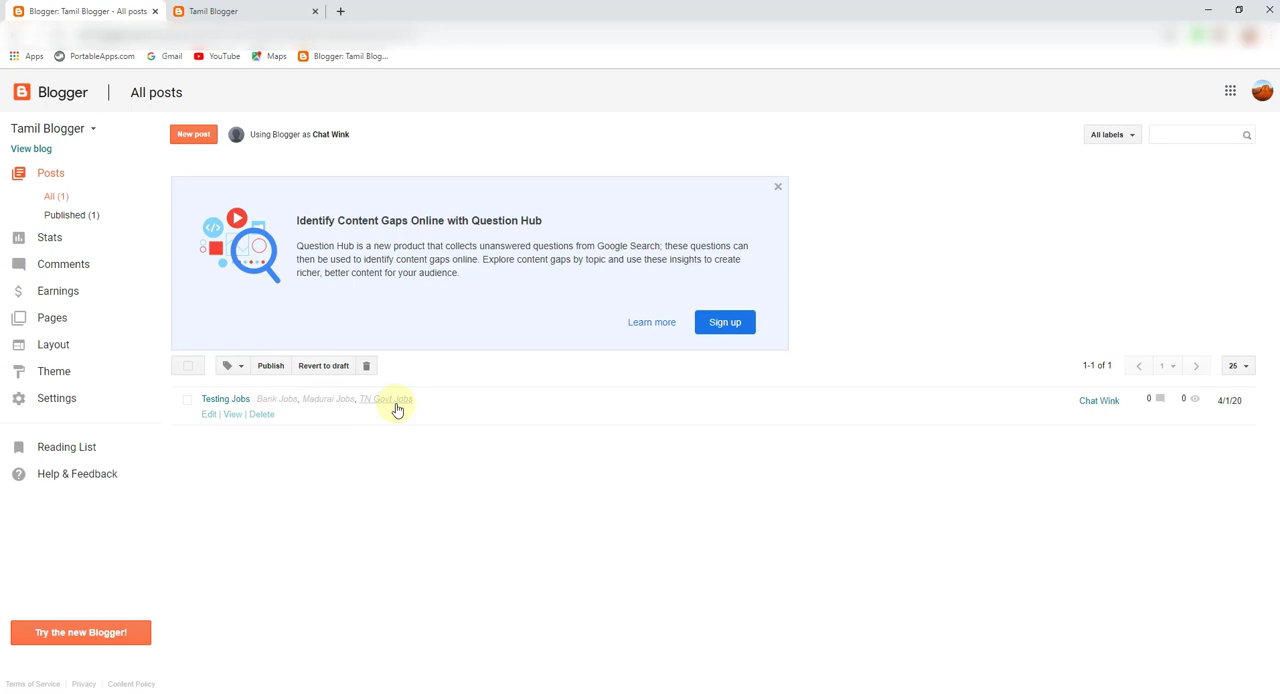 Blogger: Tamil Blogger - All posts
Tamil Blogger
Apps
PortableApps.com
Gmail
YouTube
Maps
Blogger: Tamil Blog...
Blogger
All posts
Tamil Blogger
View blog
New post
Using Blogger as Chat Wink
All labels
Posts
All (1)
Published (1)
Stats
Comments
Earnings
Pages
Layout
Theme
Settings
Reading List
Help & Feedback
Identify Content Gaps Online with Question Hub
Question Hub is a new product that collects unanswered questions from Google Search; these questions can
then be used to identify content gaps online. Explore content gaps by topic and use these insights to create
richer, better content for your audience.
Learn more
Sign up
Publish
Revert to draft
1-1 of 1
1
25
Testing Jobs Bank Jobs, Madurai Jobs, TN Govt Jobs
Edit | View | Delete
Chat Wink
0
0
4/1/20
Try the new Blogger!
Terms of Service | Privacy | Content Policy